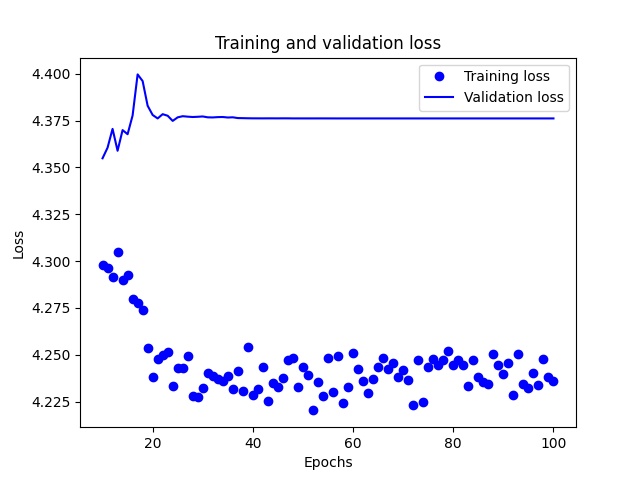 Training and validation loss
Training loss
Validation loss
4.400
4.375
4.350
4.325
4.300
4.275
4.250
4.225
Loss
20
40
60
80
100
Epochs